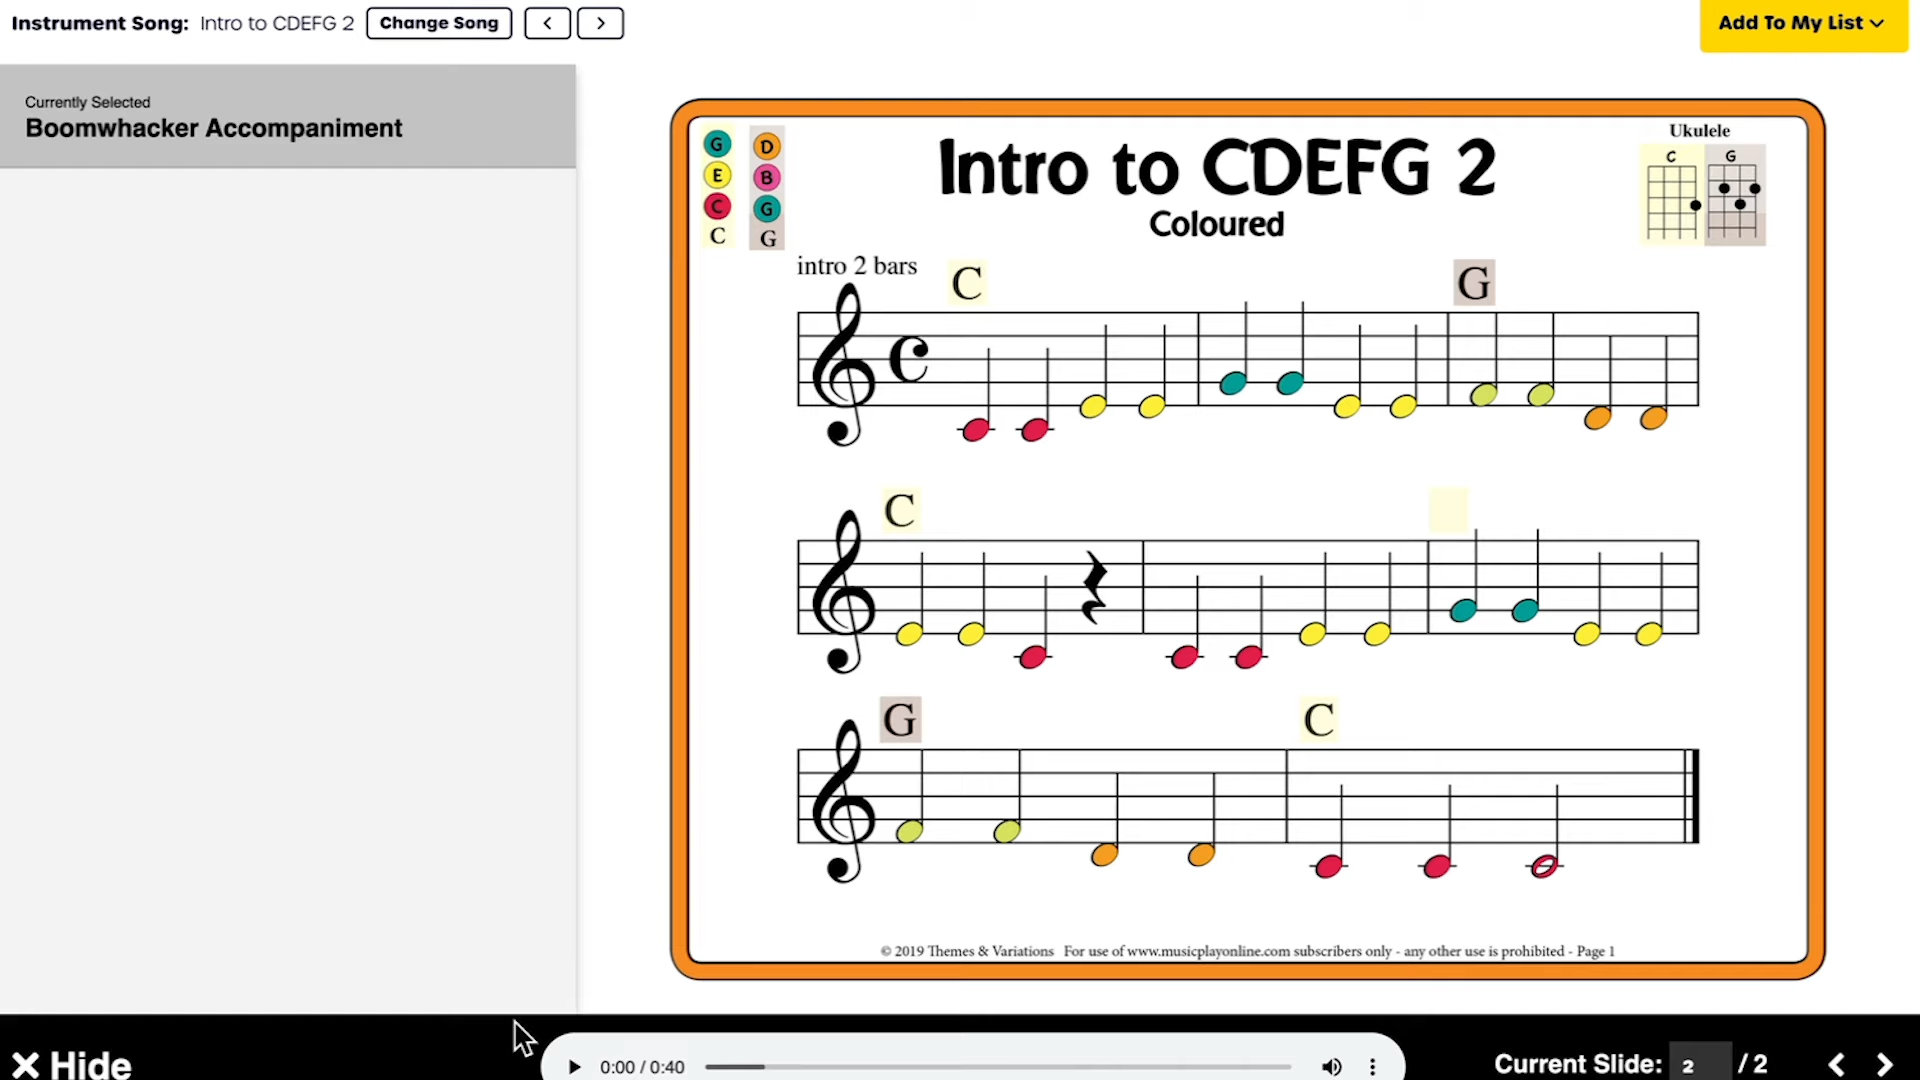 Instrument Song: Intro to CDEFG 2 Change Song < > Add To My List
Currently Selected
Boomwhacker Accompaniment
G D
E B
C G
C G
Intro to CDEFG 2
Coloured
Ukulele
C G
intro 2 bars
C G
C
G C
© 2019 Themes & Variations For use of www.musicplayonline.com subscribers only - any other use is prohibited - Page 1
Hide 0:00 / 0:40 Current Slide: 2 / 2